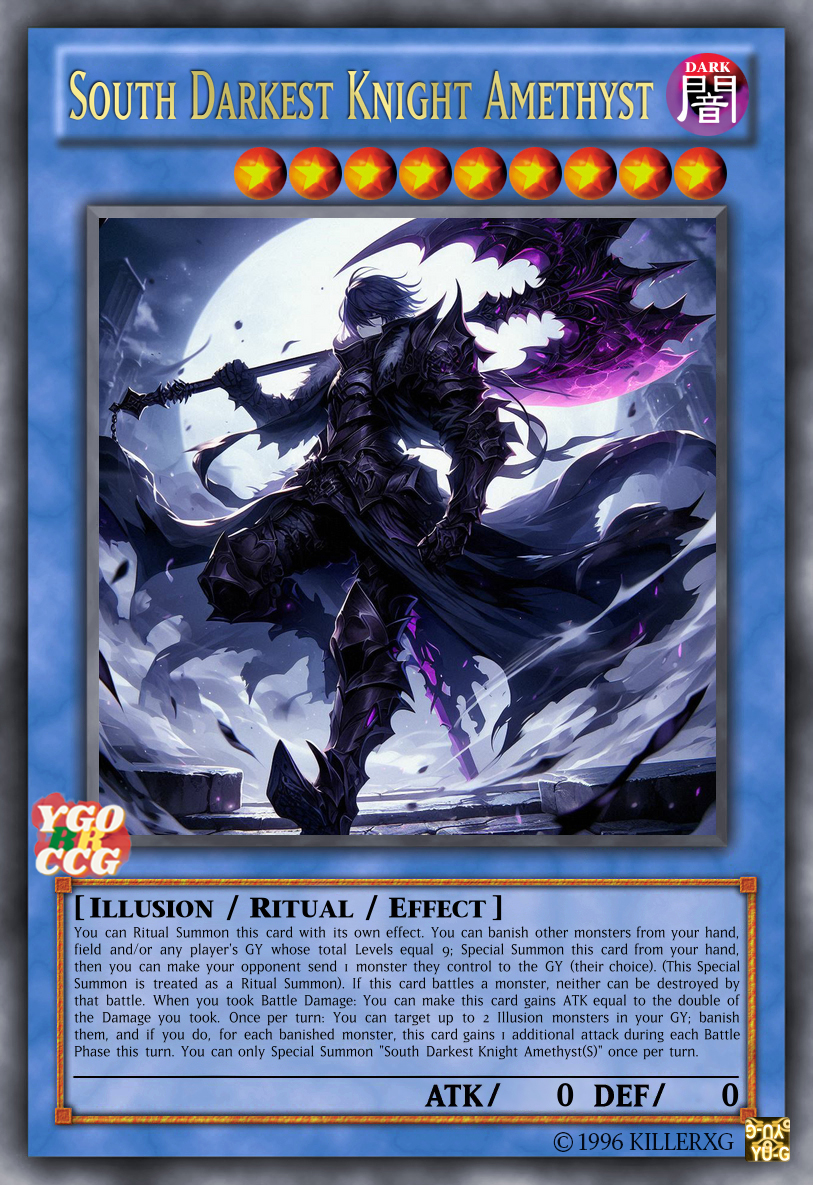 South Darkest Knight Amethyst
DARK
闇
YGO
RR
CCG
[ Illusion / Ritual / Effect ]
You can Ritual Summon this card with its own effect. You can banish other monsters from your hand,
field and/or any player's GY whose total Levels equal 9; Special Summon this card from your hand,
then you can make your opponent send 1 monster they control to the GY (their choice). (This Special
Summon is treated as a Ritual Summon). If this card battles a monster, neither can be destroyed by
that battle. When you took Battle Damage: You can make this card gains ATK equal to the double of
the Damage you took. Once per turn: You can target up to 2 Illusion monsters in your GY; banish
them, and if you do, for each banished monster, this card gains 1 additional attack during each Battle
Phase this turn. You can only Special Summon "South Darkest Knight Amethyst(S)" once per turn.
ATK/ 0 DEF/ 0
© 1996 KILLERXG